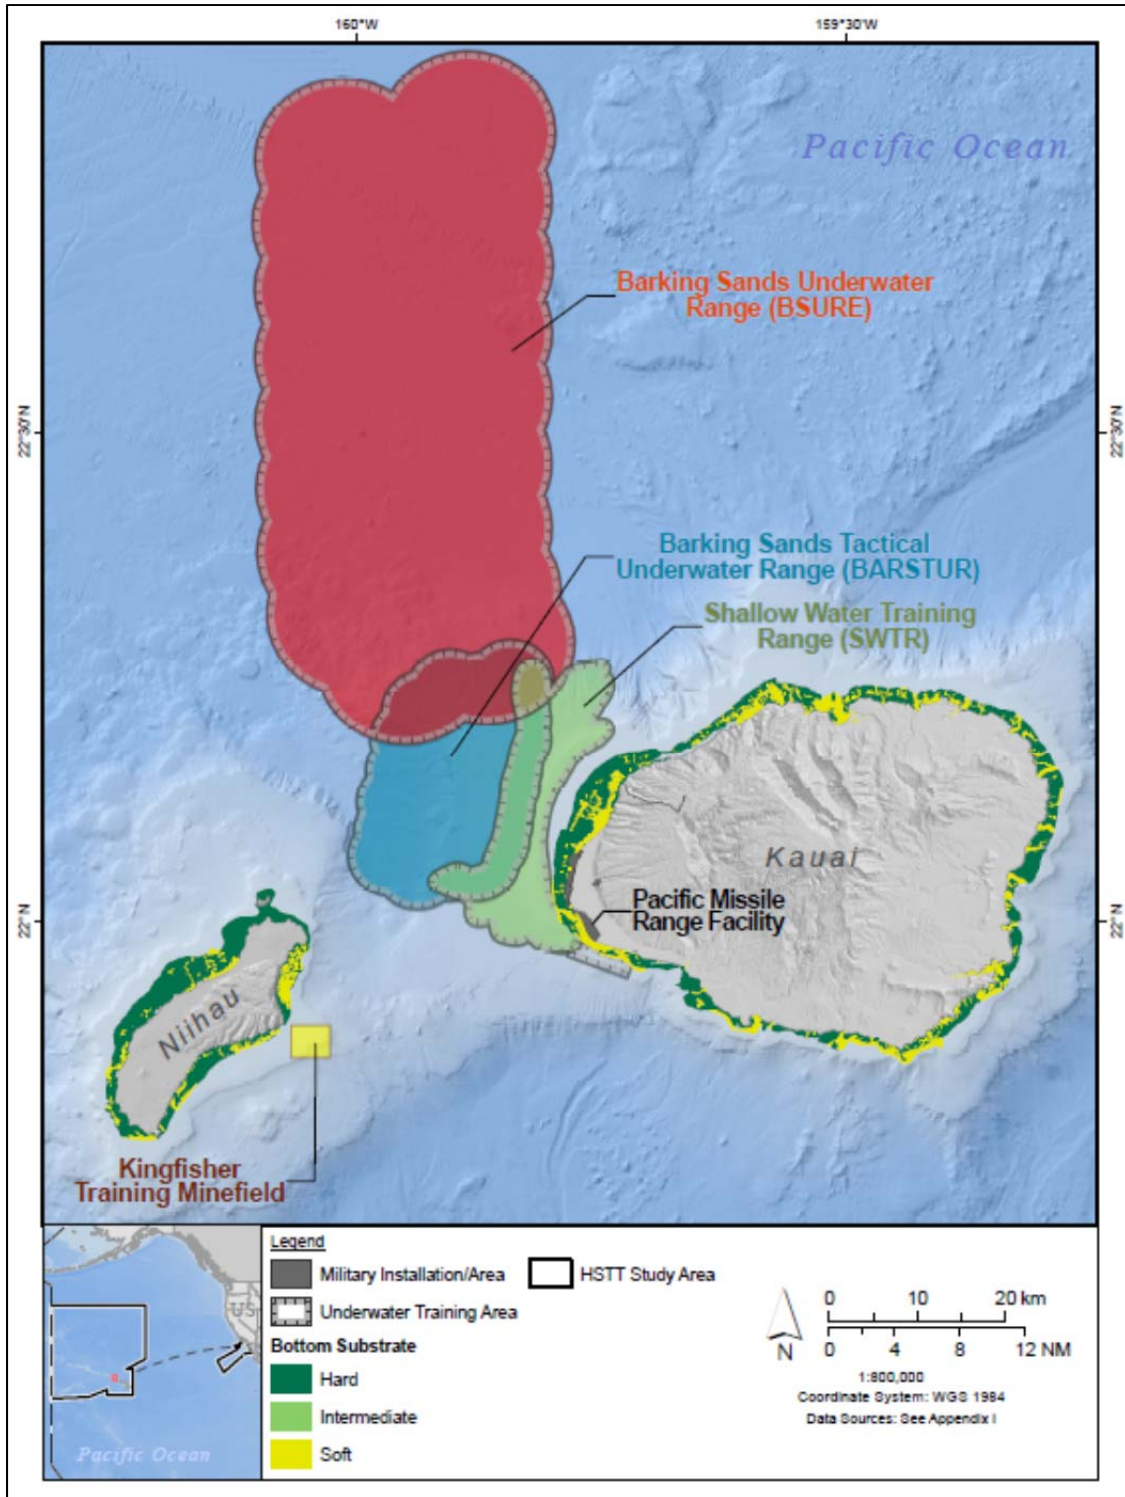 160°W
159°30'W
Pacific Ocean
Barking Sands Underwater
Range (BSURE)
22°30'N
22°30'N
Barking Sands Tactical
Underwater Range (BARSTUR)
Shallow Water Training
Range (SWTR)
Kauai
Pacific Missile
Range Facility
22°N
22°N
Niihau
Kingfisher
Training Minefield
Legend
Military Installation/Area
HSTT Study Area
Underwater Training Area
Bottom Substrate
Hard
Intermediate
Soft
US
Pacific Ocean
N
0 10 20 km
0 4 8 12 NM
1:800,000
Coordinate System: WGS 1984
Data Sources: See Appendix I